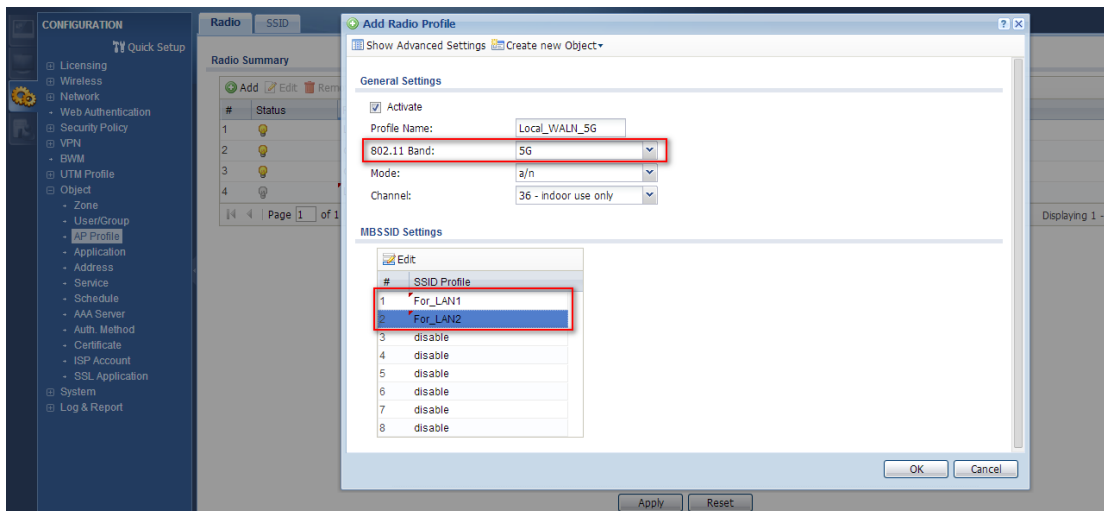 CONFIGURATION
Quick Setup
Licensing
Wireless
Network
Web Authentication
Security Policy
VPN
BWM
UTM Profile
Object
Zone
User/Group
AP Profile
Application
Address
Service
Schedule
AAA Server
Auth. Method
Certificate
ISP Account
SSL Application
System
Log & Report
Radio SSID
Radio Summary
Add Edit Rem
# Status
1
2
3
4
Page 1 of 1
Displaying 1 -
Add Radio Profile
Show Advanced Settings Create new Object
General Settings
Activate
Profile Name: Local_WALN_5G
802.11 Band: 5G
Mode: a/n
Channel: 36 - indoor use only
MBSSID Settings
Edit
# SSID Profile
1 For_LAN1
2 For_LAN2
3 disable
4 disable
5 disable
6 disable
7 disable
8 disable
OK Cancel
Apply Reset